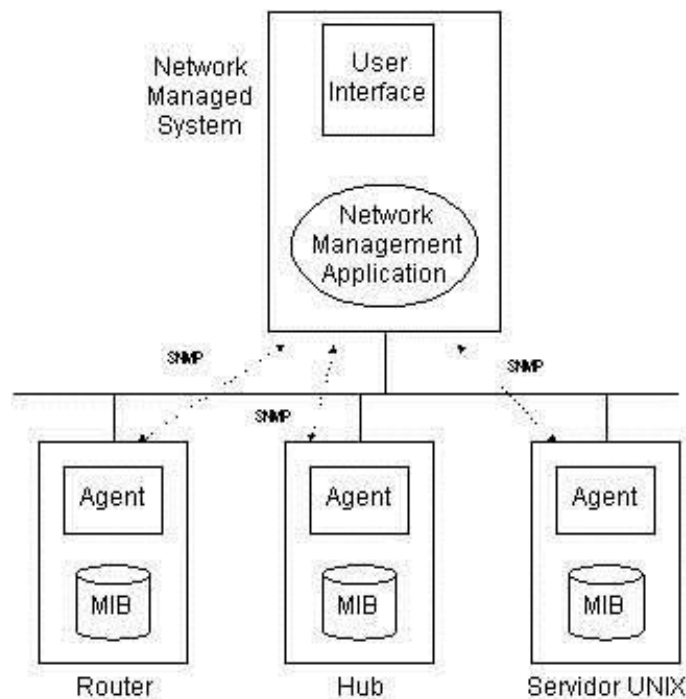 Network
Managed
System
User
Interface
Network
Management
Application
SNMP
SNMP
SNMP
Agent
MIB
Router
Agent
MIB
Hub
Agent
MIB
Servidor UNIX